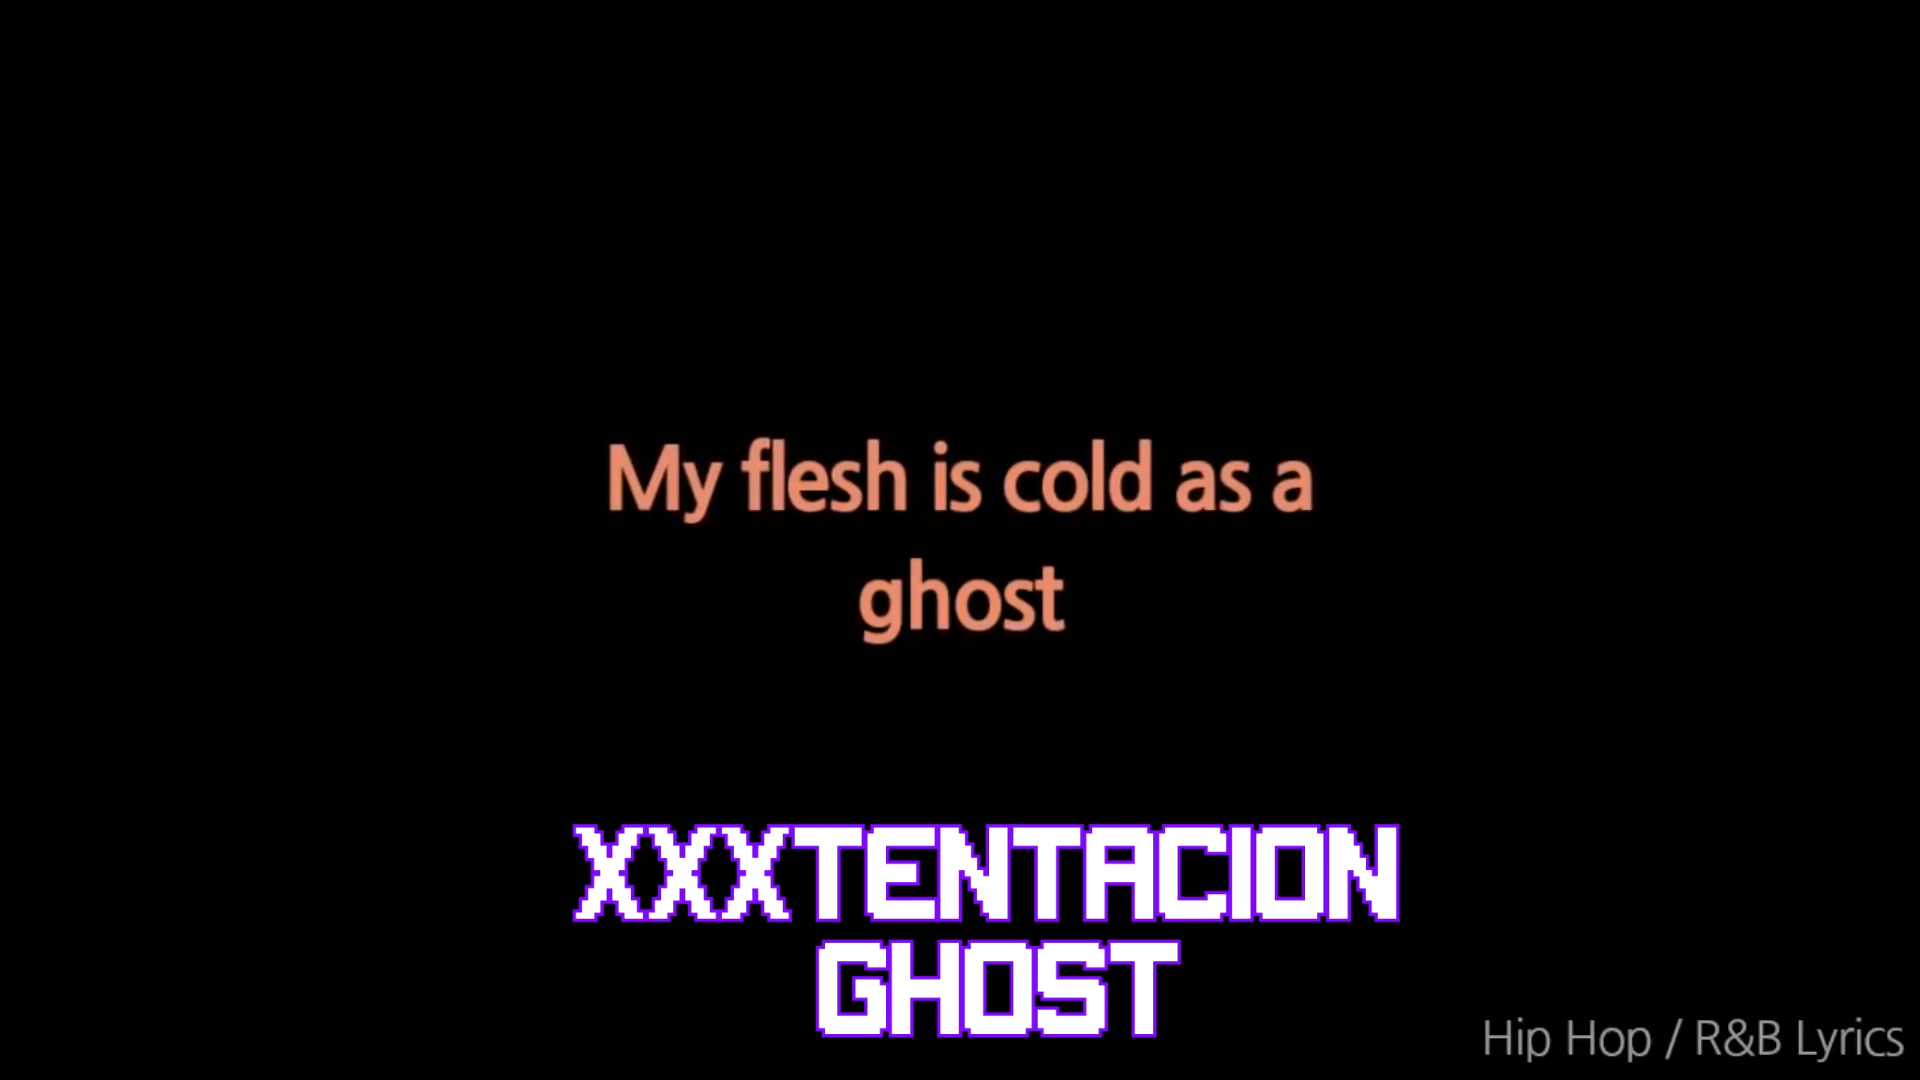 My flesh is cold as a
ghost
XXXTENTACION
GHOST
Hip Hop / R&B Lyrics